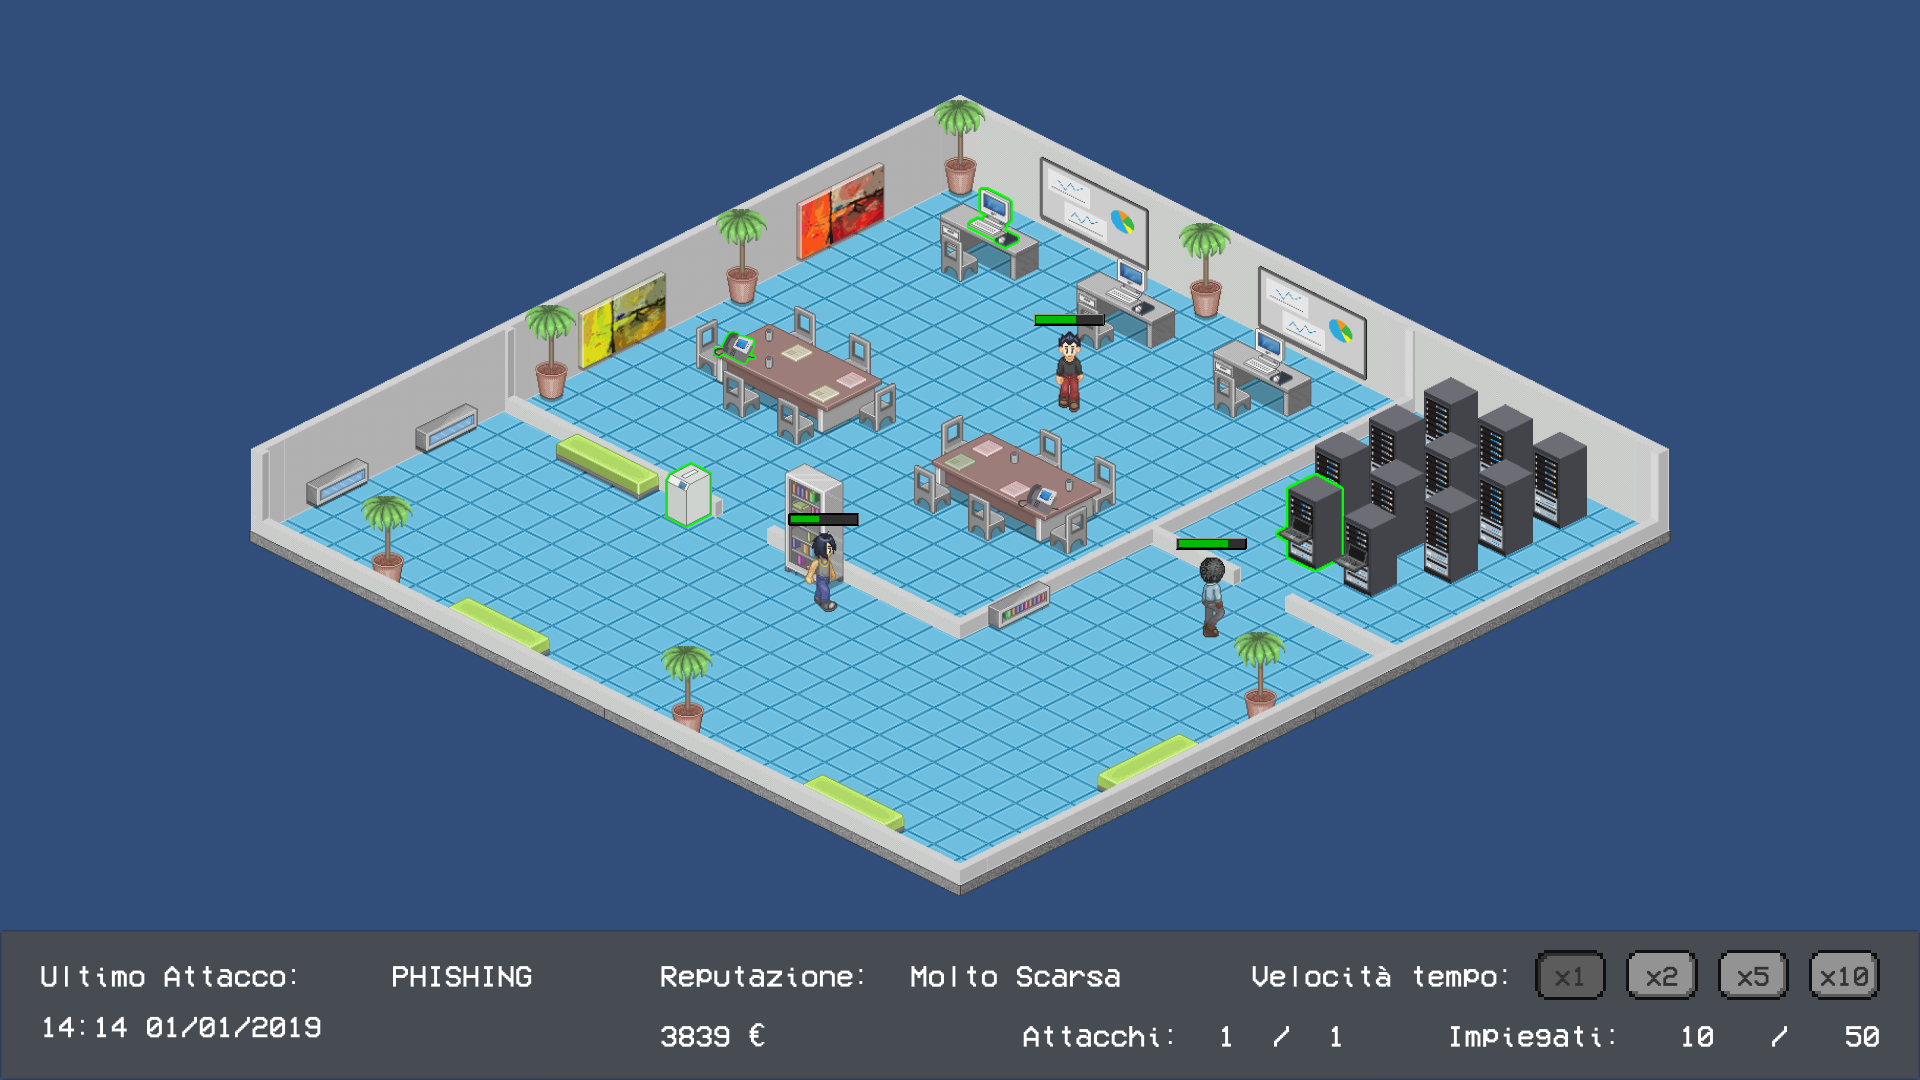 Ultimo Attacco: PHISHING Reputazione: Molto Scarsa Velocità tempo: x1 x2 x5 x10
14:14 01/01/2019 3839 € Attacchi: 1 / 1 Impiegati: 10 / 50